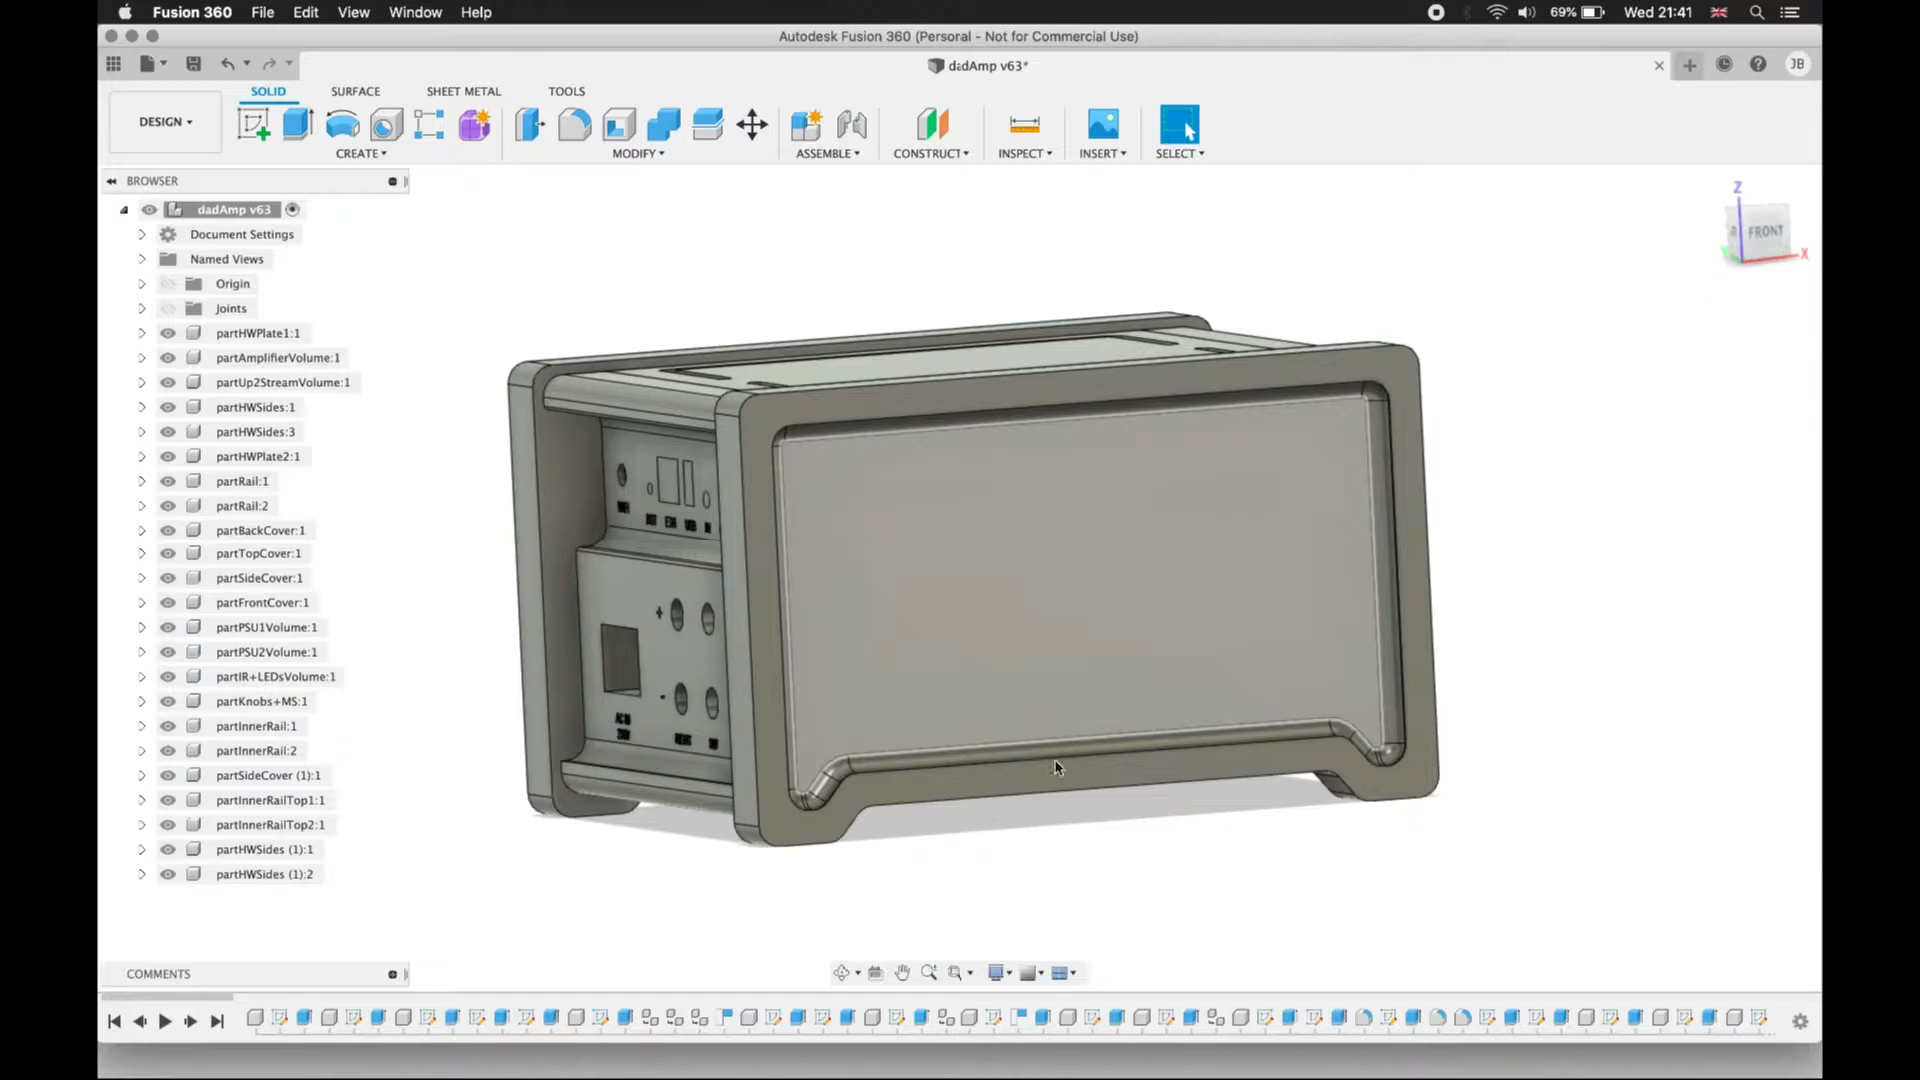 Fusion 360 File Edit View Window Help 69% Wed 21:41
Autodesk Fusion 360 (Personal - Not for Commercial Use)
dadAmp v63* JB
SOLID SURFACE SHEET METAL TOOLS
DESIGN
CREATE MODIFY ASSEMBLE CONSTRUCT INSPECT INSERT SELECT
BROWSER
dadAmp v63
Document Settings
Named Views
Origin
Joints
partHWPlate1:1
partAmplifierVolume:1
partUp2StreamVolume:1
partHWSides:1
partHWSides:3
partHWPlate2:1
partRail:1
partRail:2
partBackCover:1
partTopCover:1
partSideCover:1
partFrontCover:1
partPSU1Volume:1
partPSU2Volume:1
partIR+LEDsVolume:1
partKnobs+MS:1
partInnerRail:1
partInnerRail:2
partSideCover (1):1
partInnerRailTop1:1
partInnerRailTop2:1
partHWSides (1):1
partHWSides (1):2
Z
FRONT
X
+
-
COMMENTS